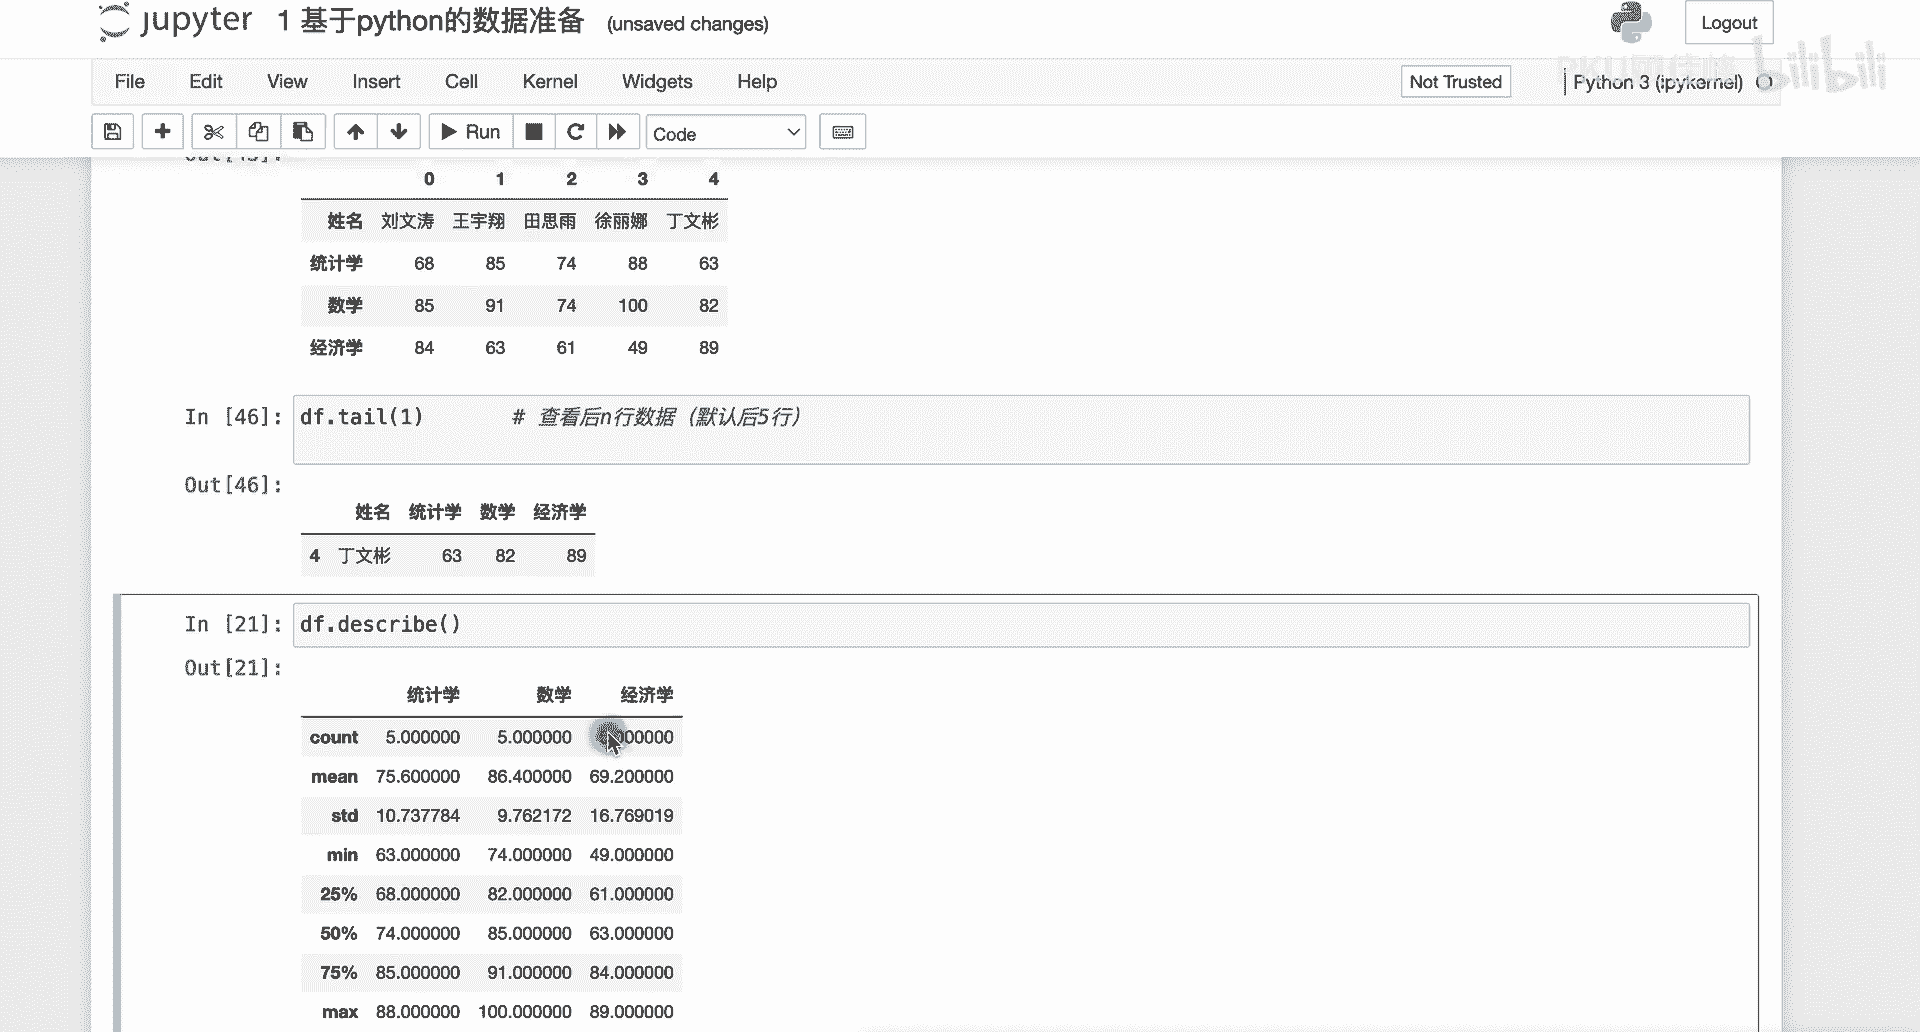 jupyter 1 基于python的数据准备 (unsaved changes) Logout
bilibili
File Edit View Insert Cell Kernel Widgets Help Not Trusted Python 3 (ipykernel)
Run Code
0 1 2 3 4
姓名 刘文涛 王宇翔 田思雨 徐丽娜 丁文彬
统计学 68 85 74 88 63
数学 85 91 74 100 82
经济学 84 63 61 49 89
In [46]: df.tail(1) # 查看后n行数据（默认后5行）
Out[46]:
姓名 统计学 数学 经济学
4 丁文彬 63 82 89
In [21]: df.describe()
Out[21]:
统计学 数学 经济学
count 5.000000 5.000000
mean 75.600000 86.400000 69.200000
std 10.737784 9.762172 16.769019
min 63.000000 74.000000 49.000000
25% 68.000000 82.000000 61.000000
50% 74.000000 85.000000 63.000000
75% 85.000000 91.000000 84.000000
max 88.000000 100.000000 89.000000